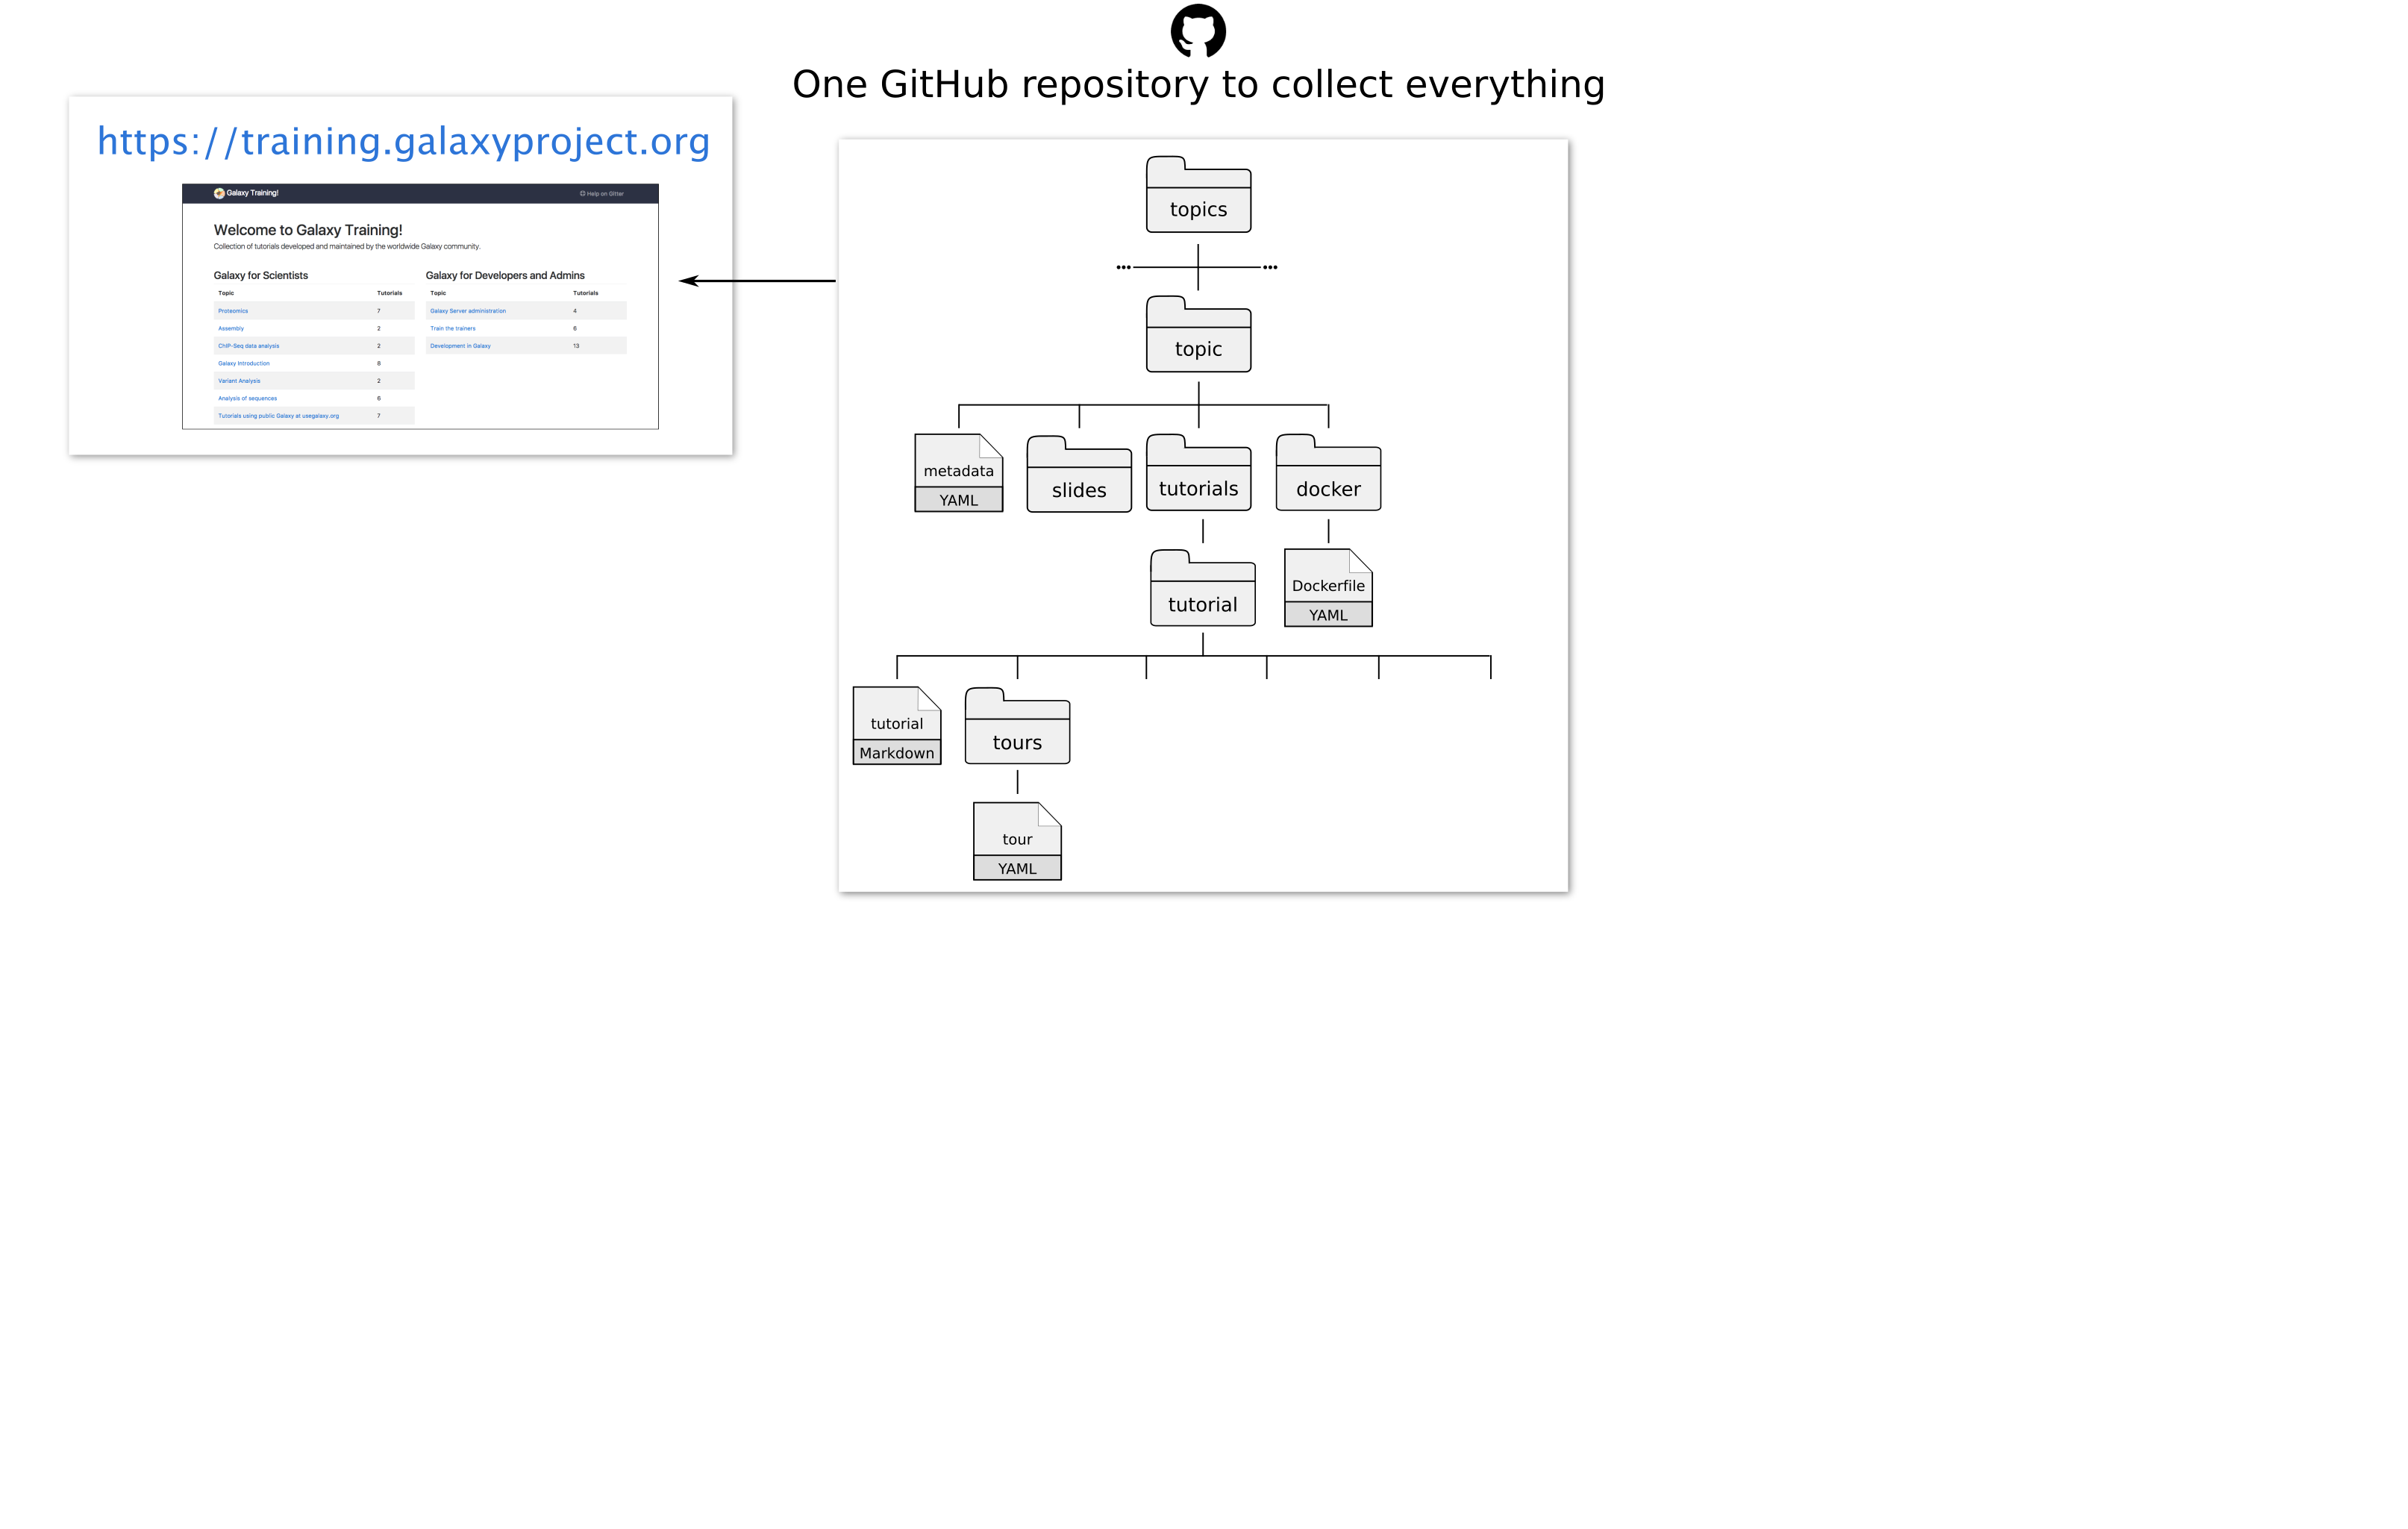 One GitHub repository to collect everything
https://training.galaxyproject.org
Galaxy Training!
Help on Gitter
Welcome to Galaxy Training!
Collection of tutorials developed and maintained by the worldwide Galaxy community.
Galaxy for Scientists
Topic Tutorials
Proteomics 7
Assembly 2
ChIP-Seq data analysis 2
Galaxy Introduction 8
Variant Analysis 2
Analysis of sequences 6
Tutorials using public Galaxy at usegalaxy.org 7
Galaxy for Developers and Admins
Topic Tutorials
Galaxy Server administration 4
Train the trainers 6
Development in Galaxy 13
topics
topic
metadata
YAML
slides
tutorials
docker
tutorial
Dockerfile
YAML
tutorial
Markdown
tours
tour
YAML